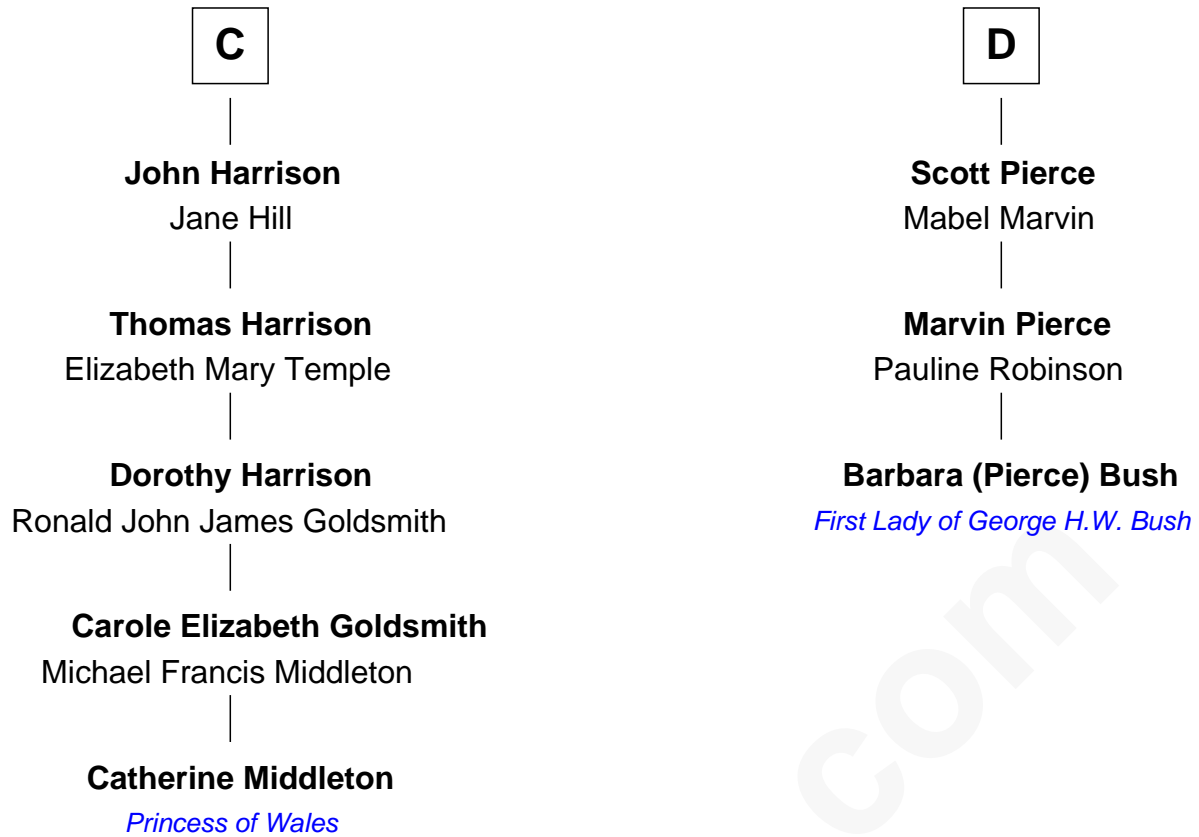 C
John Harrison
Jane Hill
Thomas Harrison
Elizabeth Mary Temple
Dorothy Harrison
Ronald John James Goldsmith
Carole Elizabeth Goldsmith
Michael Francis Middleton
Catherine Middleton
Princess of Wales
D
Scott Pierce
Mabel Marvin
Marvin Pierce
Pauline Robinson
Barbara (Pierce) Bush
First Lady of George H.W. Bush
com